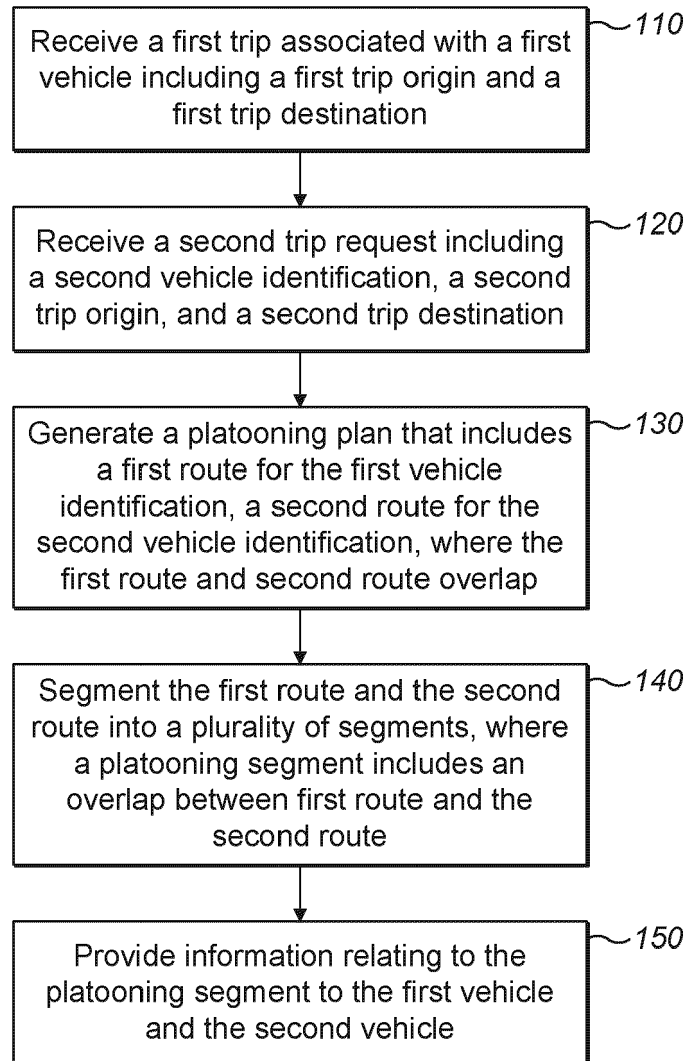 Receive a first trip associated with a first
vehicle including a first trip origin and a
first trip destination
110
Receive a second trip request including
a second vehicle identification, a second
trip origin, and a second trip destination
120
Generate a platooning plan that includes
a first route for the first vehicle
identification, a second route for the
second vehicle identification, where the
first route and second route overlap
130
Segment the first route and the second
route into a plurality of segments, where
a platooning segment includes an
overlap between first route and the
second route
140
Provide information relating to the
platooning segment to the first vehicle
and the second vehicle
150